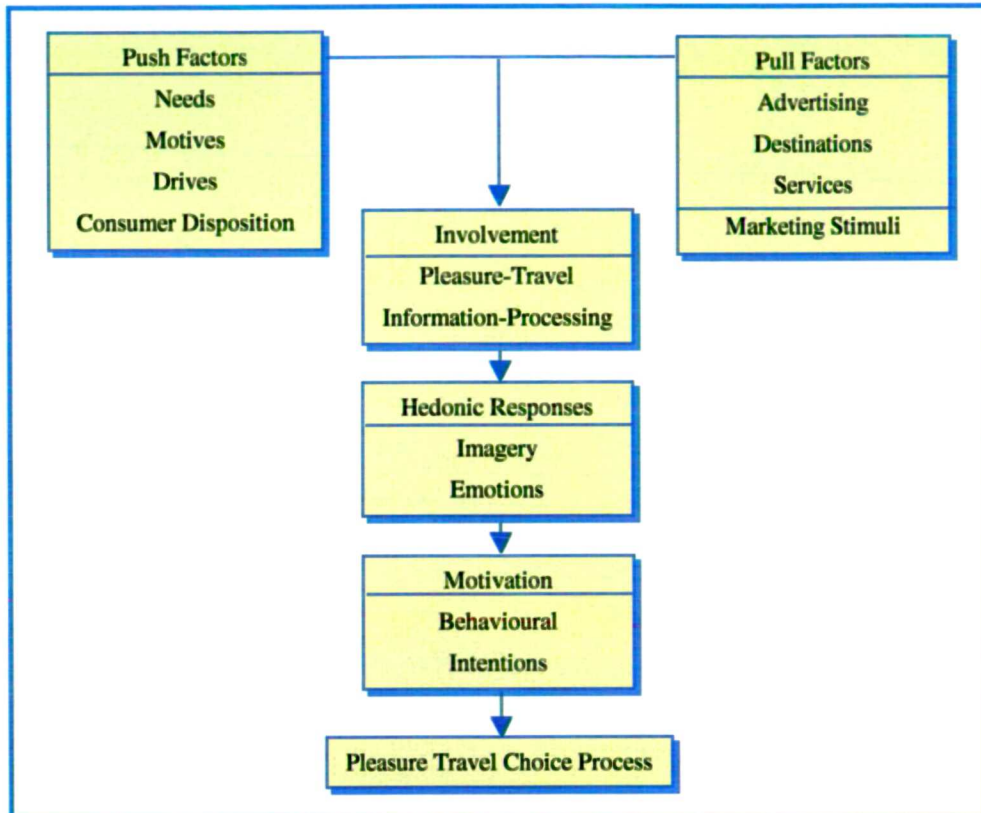 Push Factors
Needs
Motives
Drives
Consumer Disposition
Pull Factors
Advertising
Destinations
Services
Marketing Stimuli
Involvement
Pleasure-Travel
Information-Processing
Hedonic Responses
Imagery
Emotions
Motivation
Behavioural
Intentions
Pleasure Travel Choice Process